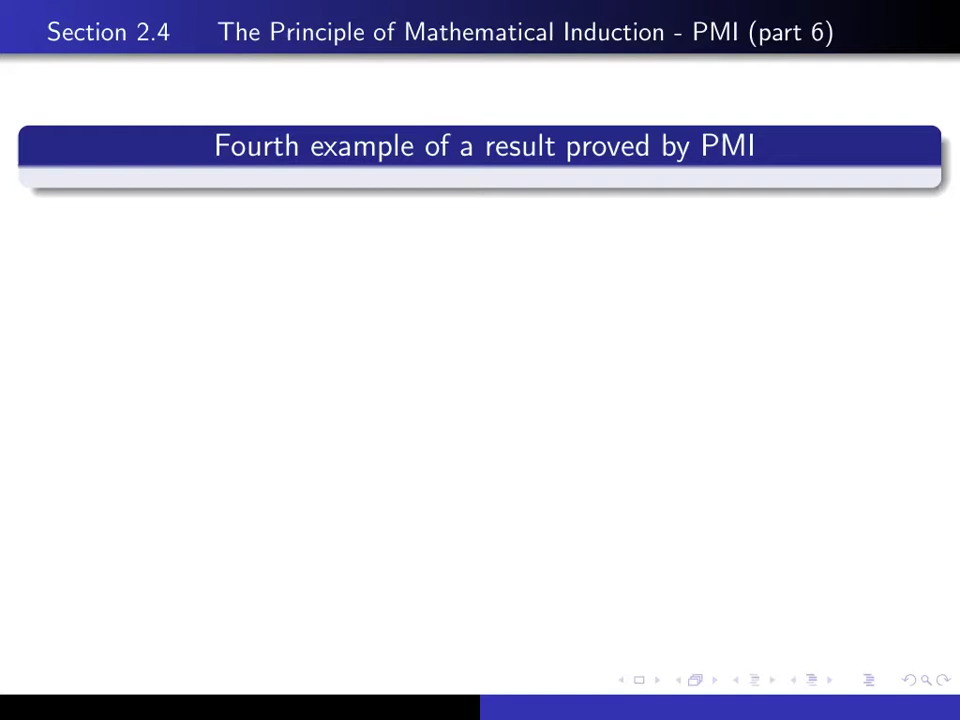 Section 2.4 The Principle of Mathematical Induction - PMI (part 6)
Fourth example of a result proved by PMI